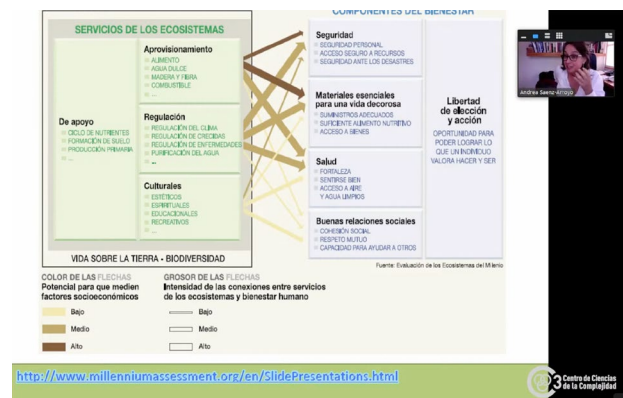 COMPONENTES DEL BIENESTAR
SERVICIOS DE LOS ECOSISTEMAS
De apoyo
CICLO DE NUTRIENTES
FORMACIÓN DE SUELO
PRODUCCIÓN PRIMARIA
...
Aprovisionamiento
ALIMENTO
AGUA DULCE
MADERA Y FIBRA
COMBUSTIBLE
...
Regulación
REGULACIÓN DEL CLIMA
REGULACIÓN DE CRECIDAS
REGULACIÓN DE ENFERMEDADES
PURIFICACIÓN DEL AGUA
...
Culturales
ESTÉTICOS
ESPIRITUALES
EDUCACIONALES
RECREATIVOS
...
VIDA SOBRE LA TIERRA - BIODIVERSIDAD
Seguridad
SEGURIDAD PERSONAL
ACCESO SEGURO A RECURSOS
SEGURIDAD ANTE LOS DESASTRES
Materiales esenciales
para una vida decorosa
SUMINISTROS ADECUADOS
SUFICIENTE ALIMENTO NUTRITIVO
ACCESO A BIENES
Salud
FORTALEZA
SENTIRSE BIEN
ACCESO A AIRE
Y AGUA LIMPIOS
Buenas relaciones sociales
COHESIÓN SOCIAL
RESPETO MUTUO
CAPACIDAD PARA AYUDAR A OTROS
Libertad
de elección
y acción
OPORTUNIDAD PARA
PODER LOGRAR LO
QUE UN INDIVIDUO
VALORA HACER Y SER
Fuente: Evaluación de los Ecosistemas del Milenio
COLOR DE LAS FLECHAS
Potencial para que medien
factores socioeconómicos
Bajo
Medio
Alto
GROSOR DE LAS FLECHAS
Intensidad de las conexiones entre servicios
de los ecosistemas y bienestar humano
Bajo
Medio
Alto
http://www.millenniumassessment.org/en/SlidePresentations.html
Andrea Saenz-Arroyo
C3 Centro de Ciencias
de la Complejidad